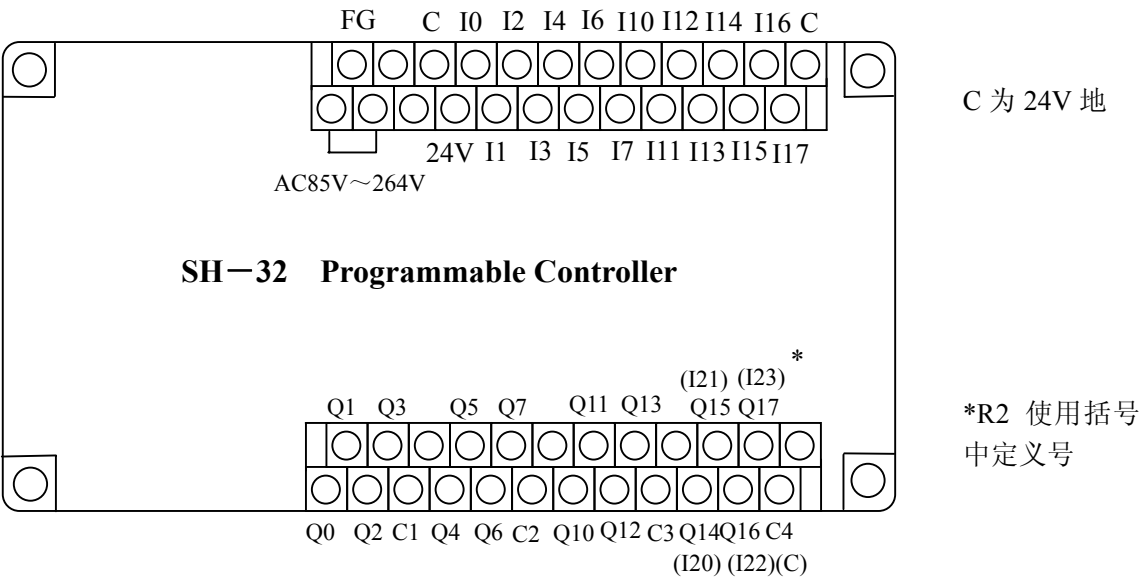 FG C I0 I2 I4 I6 I10 I12 I14 I16 C
C 为 24V 地
24V I1 I3 I5 I7 I11 I13 I15 I17
AC85V～264V
SH－32 Programmable Controller
*
(I21) (I23)
Q1 Q3 Q5 Q7 Q11 Q13 Q15 Q17
*R2 使用括号
中定义号
Q0 Q2 C1 Q4 Q6 C2 Q10 Q12 C3 Q14 Q16 C4
(I20) (I22)(C)